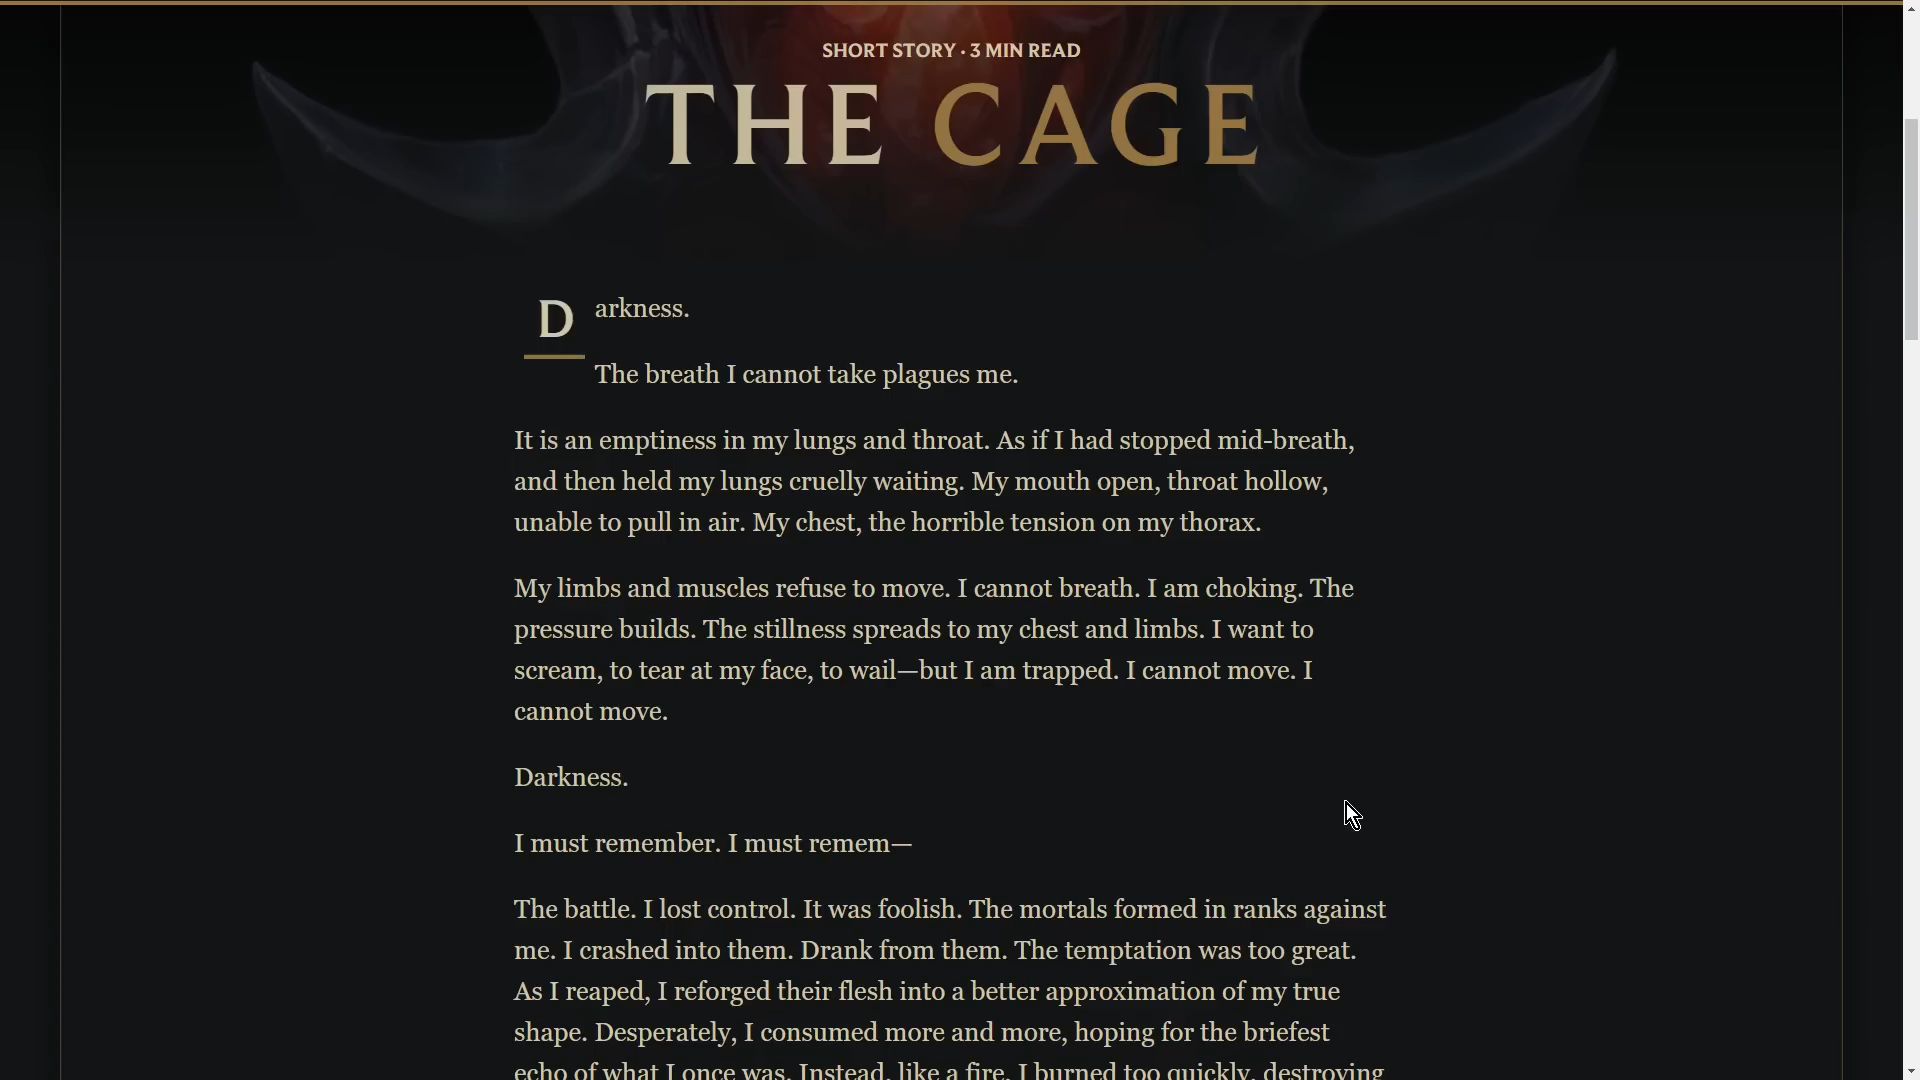 SHORT STORY · 3 MIN READ
THE CAGE
Darkness.
The breath I cannot take plagues me.
It is an emptiness in my lungs and throat. As if I had stopped mid-breath,
and then held my lungs cruelly waiting. My mouth open, throat hollow,
unable to pull in air. My chest, the horrible tension on my thorax.
My limbs and muscles refuse to move. I cannot breath. I am choking. The
pressure builds. The stillness spreads to my chest and limbs. I want to
scream, to tear at my face, to wail—but I am trapped. I cannot move. I
cannot move.
Darkness.
I must remember. I must remem—
The battle. I lost control. It was foolish. The mortals formed in ranks against
me. I crashed into them. Drank from them. The temptation was too great.
As I reaped, I reforged their flesh into a better approximation of my true
shape. Desperately, I consumed more and more, hoping for the briefest
echo of what I once was. Instead, like a fire, I burned too quickly, destroying